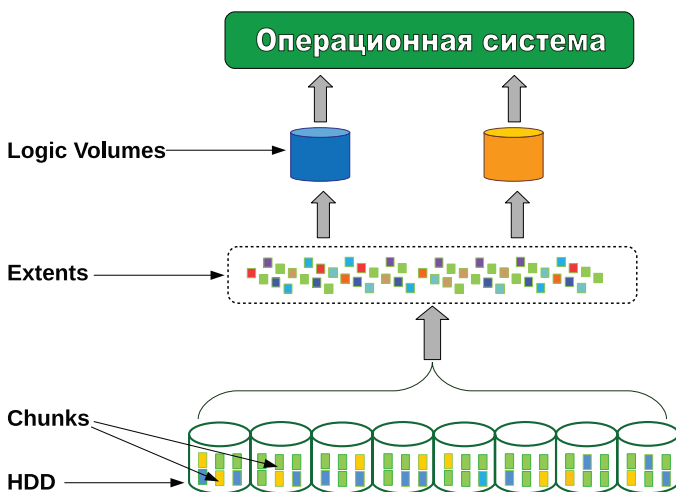 Операционная система
Logic Volumes
Extents
Chunks
HDD